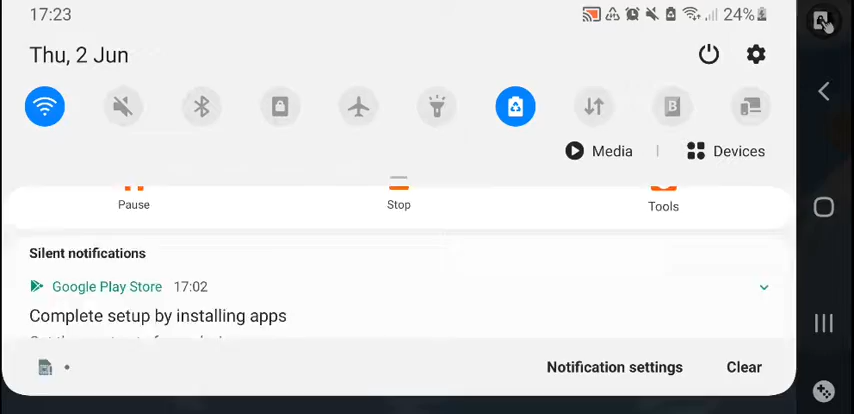 17:23 24%
Thu, 2 Jun
B
Media | Devices
Pause Stop Tools
Silent notifications
Google Play Store 17:02
Complete setup by installing apps
Notification settings Clear